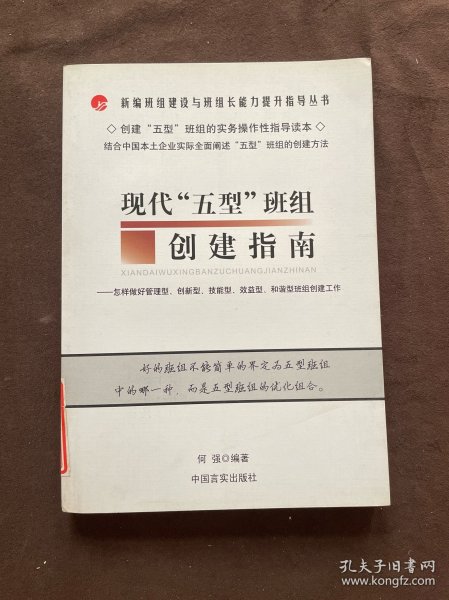 新编班组建设与班组长能力提升指导丛书
◇创建“五型”班组的实务操作性指导读本◇
结合中国本土企业实际全面阐述“五型”班组的创建方法
现代“五型”班组
创建指南
XIANDAIWUXINGBANZUCHUANGJIANZHINAN
——怎样做好管理型、创新型、技能型、效益型、和谐型班组创建工作
好的班组不能简单的界定为五型班组
中的哪一种，而是五型班组的优化组合。
何 强◎编著
中国言实出版社
孔夫子旧书网
www.kongfz.com